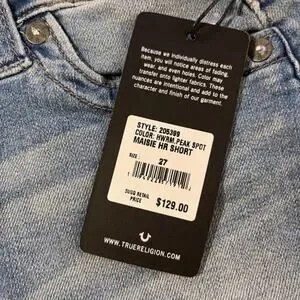 Because we individually distress each
item, you will notice areas of fading,
wear, and even holes. Color may
transfer onto lighter fabrics. These
nuances are intentional and add to the
character and finish of our garment.
STYLE: 205399
COLOR: HWRM.PEAK SPOT
MAISIE HR SHORT
SIZE
27
SUGG RETAIL
PRICE
$129.00
WWW.TRUERELIGION.COM